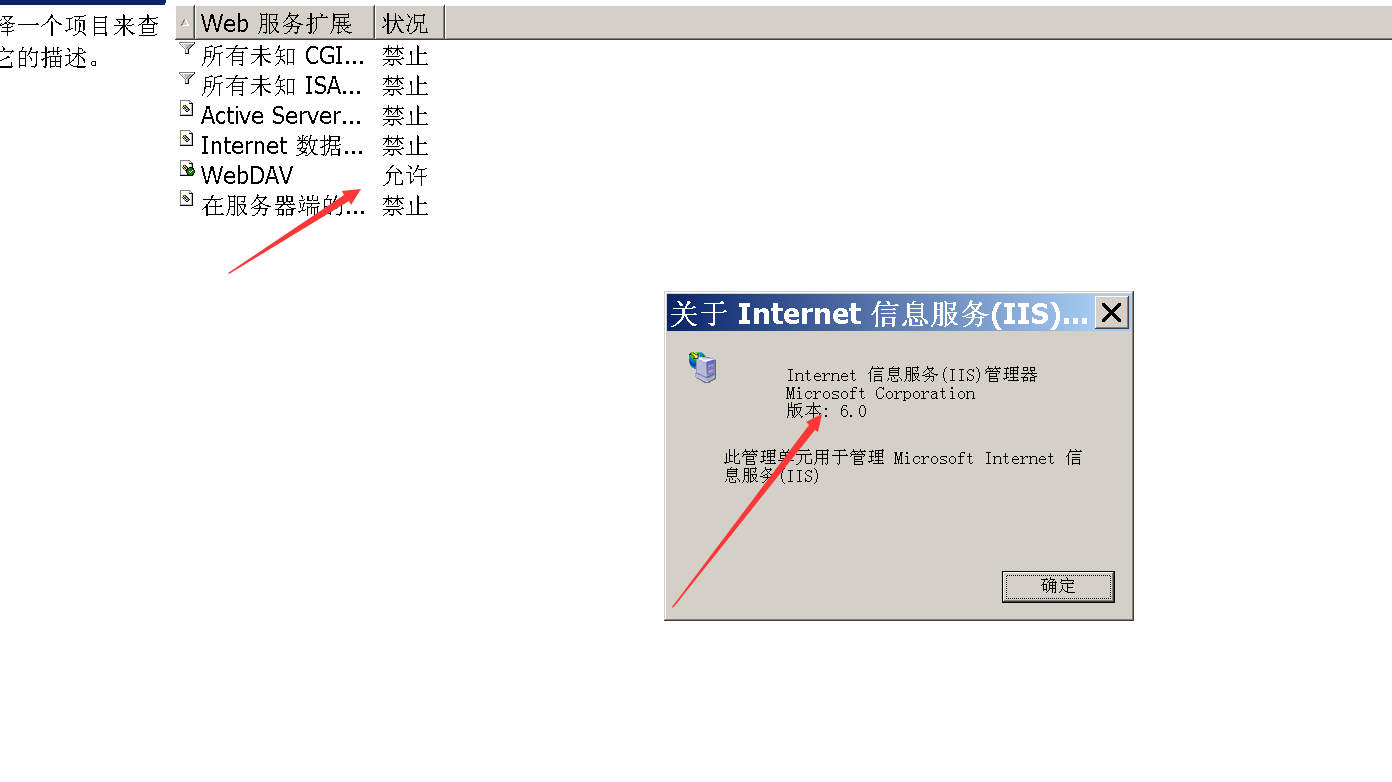 择一个项目来查
它的描述。
Web 服务扩展 状况
所有未知 CGI... 禁止
所有未知 ISA... 禁止
Active Server... 禁止
Internet 数据... 禁止
WebDAV 允许
在服务器端的... 禁止
关于 Internet 信息服务(IIS)...
Internet 信息服务(IIS)管理器
Microsoft Corporation
版本: 6.0
此管理单元用于管理 Microsoft Internet 信
息服务(IIS)
确定